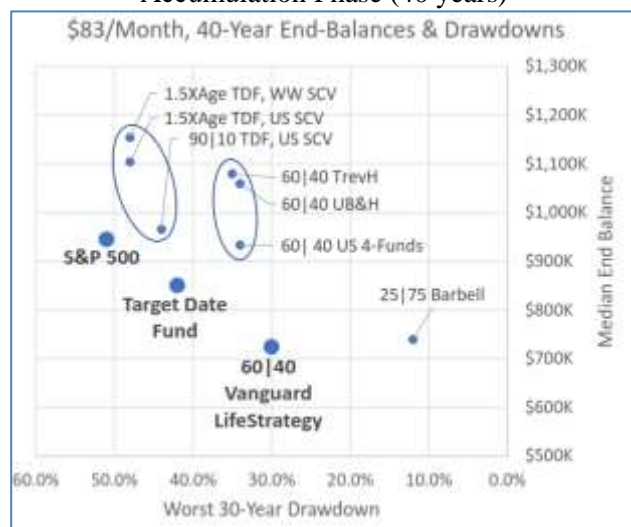 Accumulation Phase (40 years)
$83/Month, 40-Year End-Balances & Drawdowns
$1,300K
1.5XAge TDF, WW SCV
$1,200K
1.5XAge TDF, US SCV
90|10 TDF, US SCV
$1,100K
60|40 TrevH
60|40 UB&H
$1,000K
60| 40 US 4-Funds
S&P 500
$900K
Target Date
Fund
25|75 Barbell
$800K
$700K
60|40
Vanguard
LifeStrategy
$600K
$500K
Median End Balance
60.0% 50.0% 40.0% 30.0% 20.0% 10.0% 0.0%
Worst 30-Year Drawdown